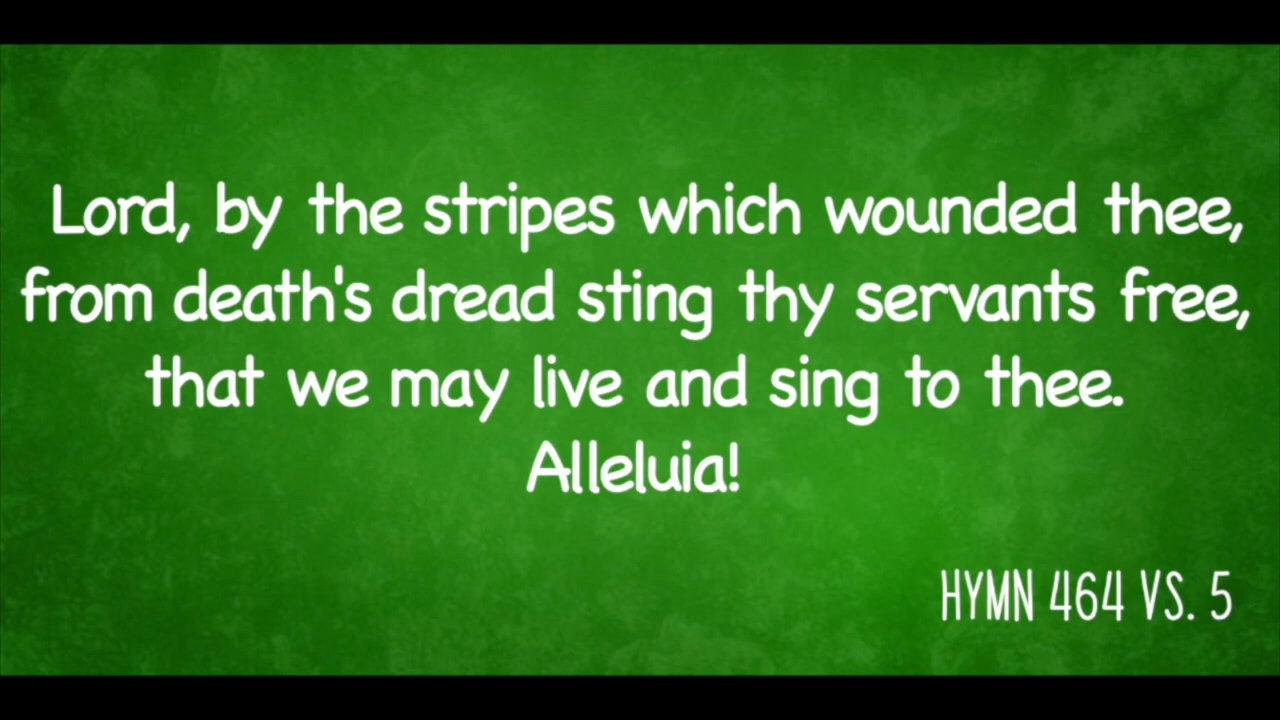 Lord, by the stripes which wounded thee,
from death's dread sting thy servants free,
that we may live and sing to thee.
Alleluia!
HYMN 464 VS. 5